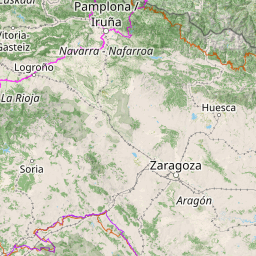 Euskadi
Pamplona /
Iruña
Vitoria-
Gasteiz
Navarra - Nafarroa
Logroño
La Rioja
Huesca
Zaragoza
Soria
Aragón